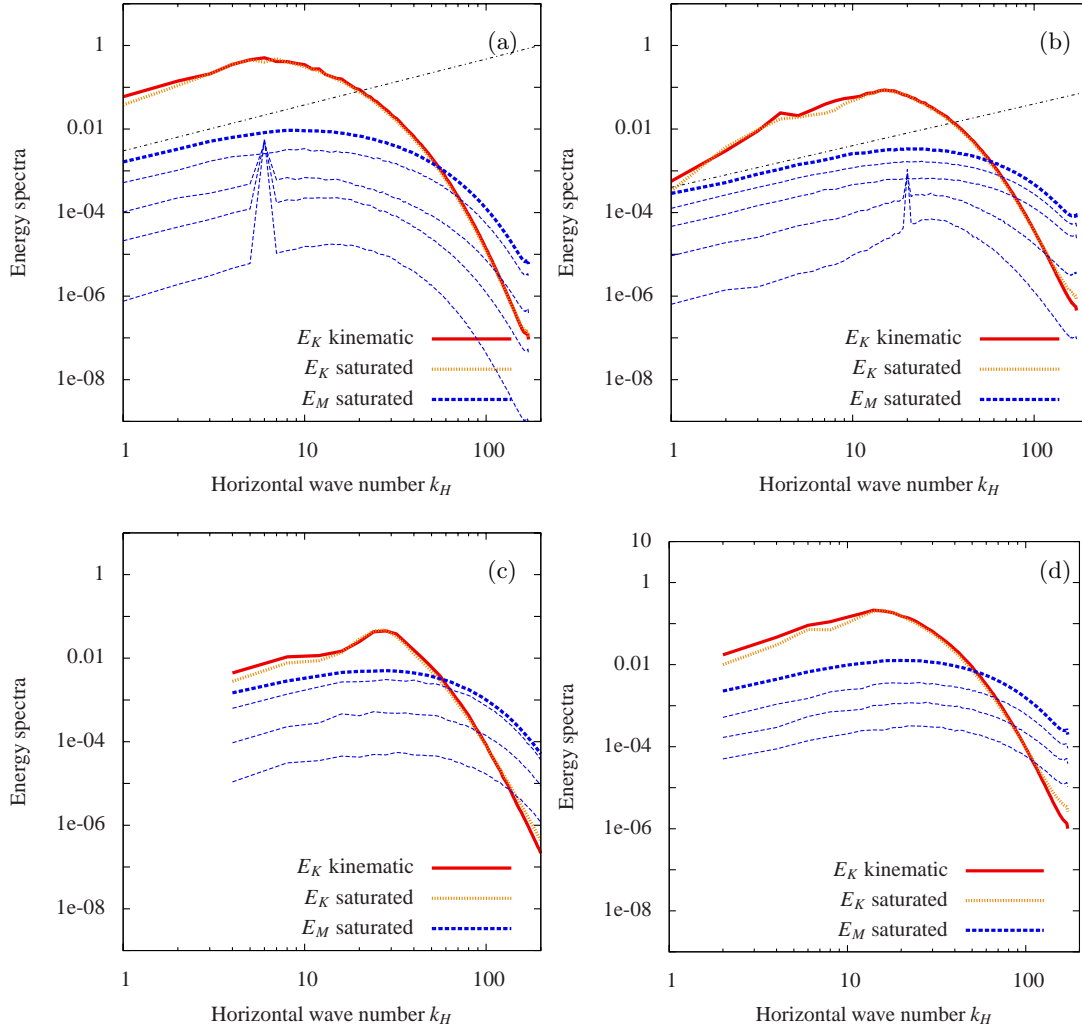 (a)
Energy spectra
1
0.01
1e-04
1e-06
1e-08
E_K kinematic
E_K saturated
E_M saturated
1 10 100
Horizontal wave number k_H
(b)
Energy spectra
1
0.01
1e-04
1e-06
1e-08
E_K kinematic
E_K saturated
E_M saturated
1 10 100
Horizontal wave number k_H
(c)
Energy spectra
1
0.01
1e-04
1e-06
1e-08
E_K kinematic
E_K saturated
E_M saturated
1 10 100
Horizontal wave number k_H
(d)
Energy spectra
10
1
0.01
1e-04
1e-06
1e-08
E_K kinematic
E_K saturated
E_M saturated
1 10 100
Horizontal wave number k_H